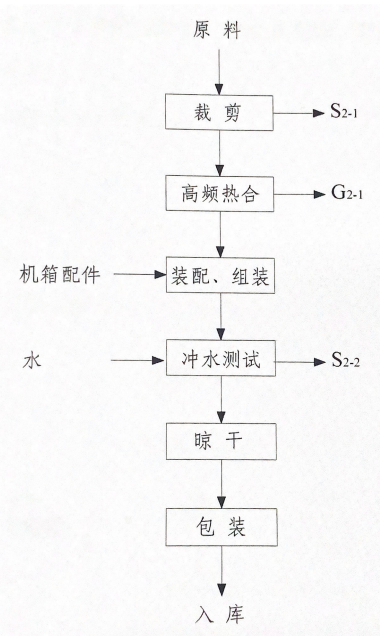 原料
裁剪 S2-1
高频热合 G2-1
机箱配件 装配、组装
水 冲水测试 S2-2
晾干
包装
入库